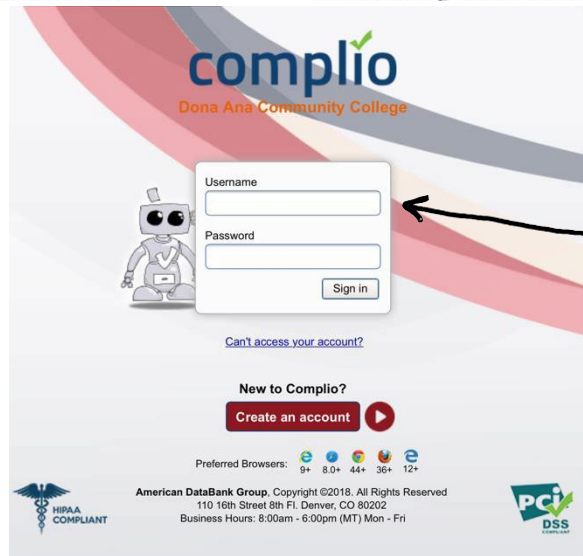 complio
Dona Ana Community College
Username
Password
Sign in
Can't access your account?
New to Complio?
Create an account
Preferred Browsers: 9+ 8.0+ 44+ 36+ 12+
American DataBank Group, Copyright ©2018. All Rights Reserved
110 16th Street 8th Fl. Denver, CO 80202
Business Hours: 8:00am - 6:00pm (MT) Mon - Fri
HIPAA
COMPLIANT
PCI
DSS
COMPLIANT